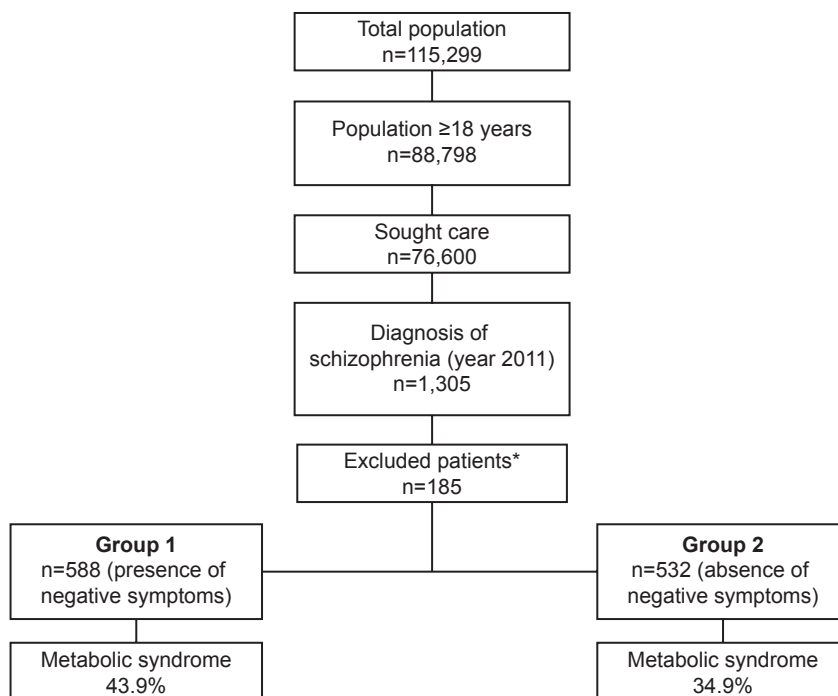 Total population
n=115,299
Population ≥18 years
n=88,798
Sought care
n=76,600
Diagnosis of
schizophrenia (year 2011)
n=1,305
Excluded patients*
n=185
Group 1
n=588 (presence of
negative symptoms)
Group 2
n=532 (absence of
negative symptoms)
Metabolic syndrome
43.9%
Metabolic syndrome
34.9%